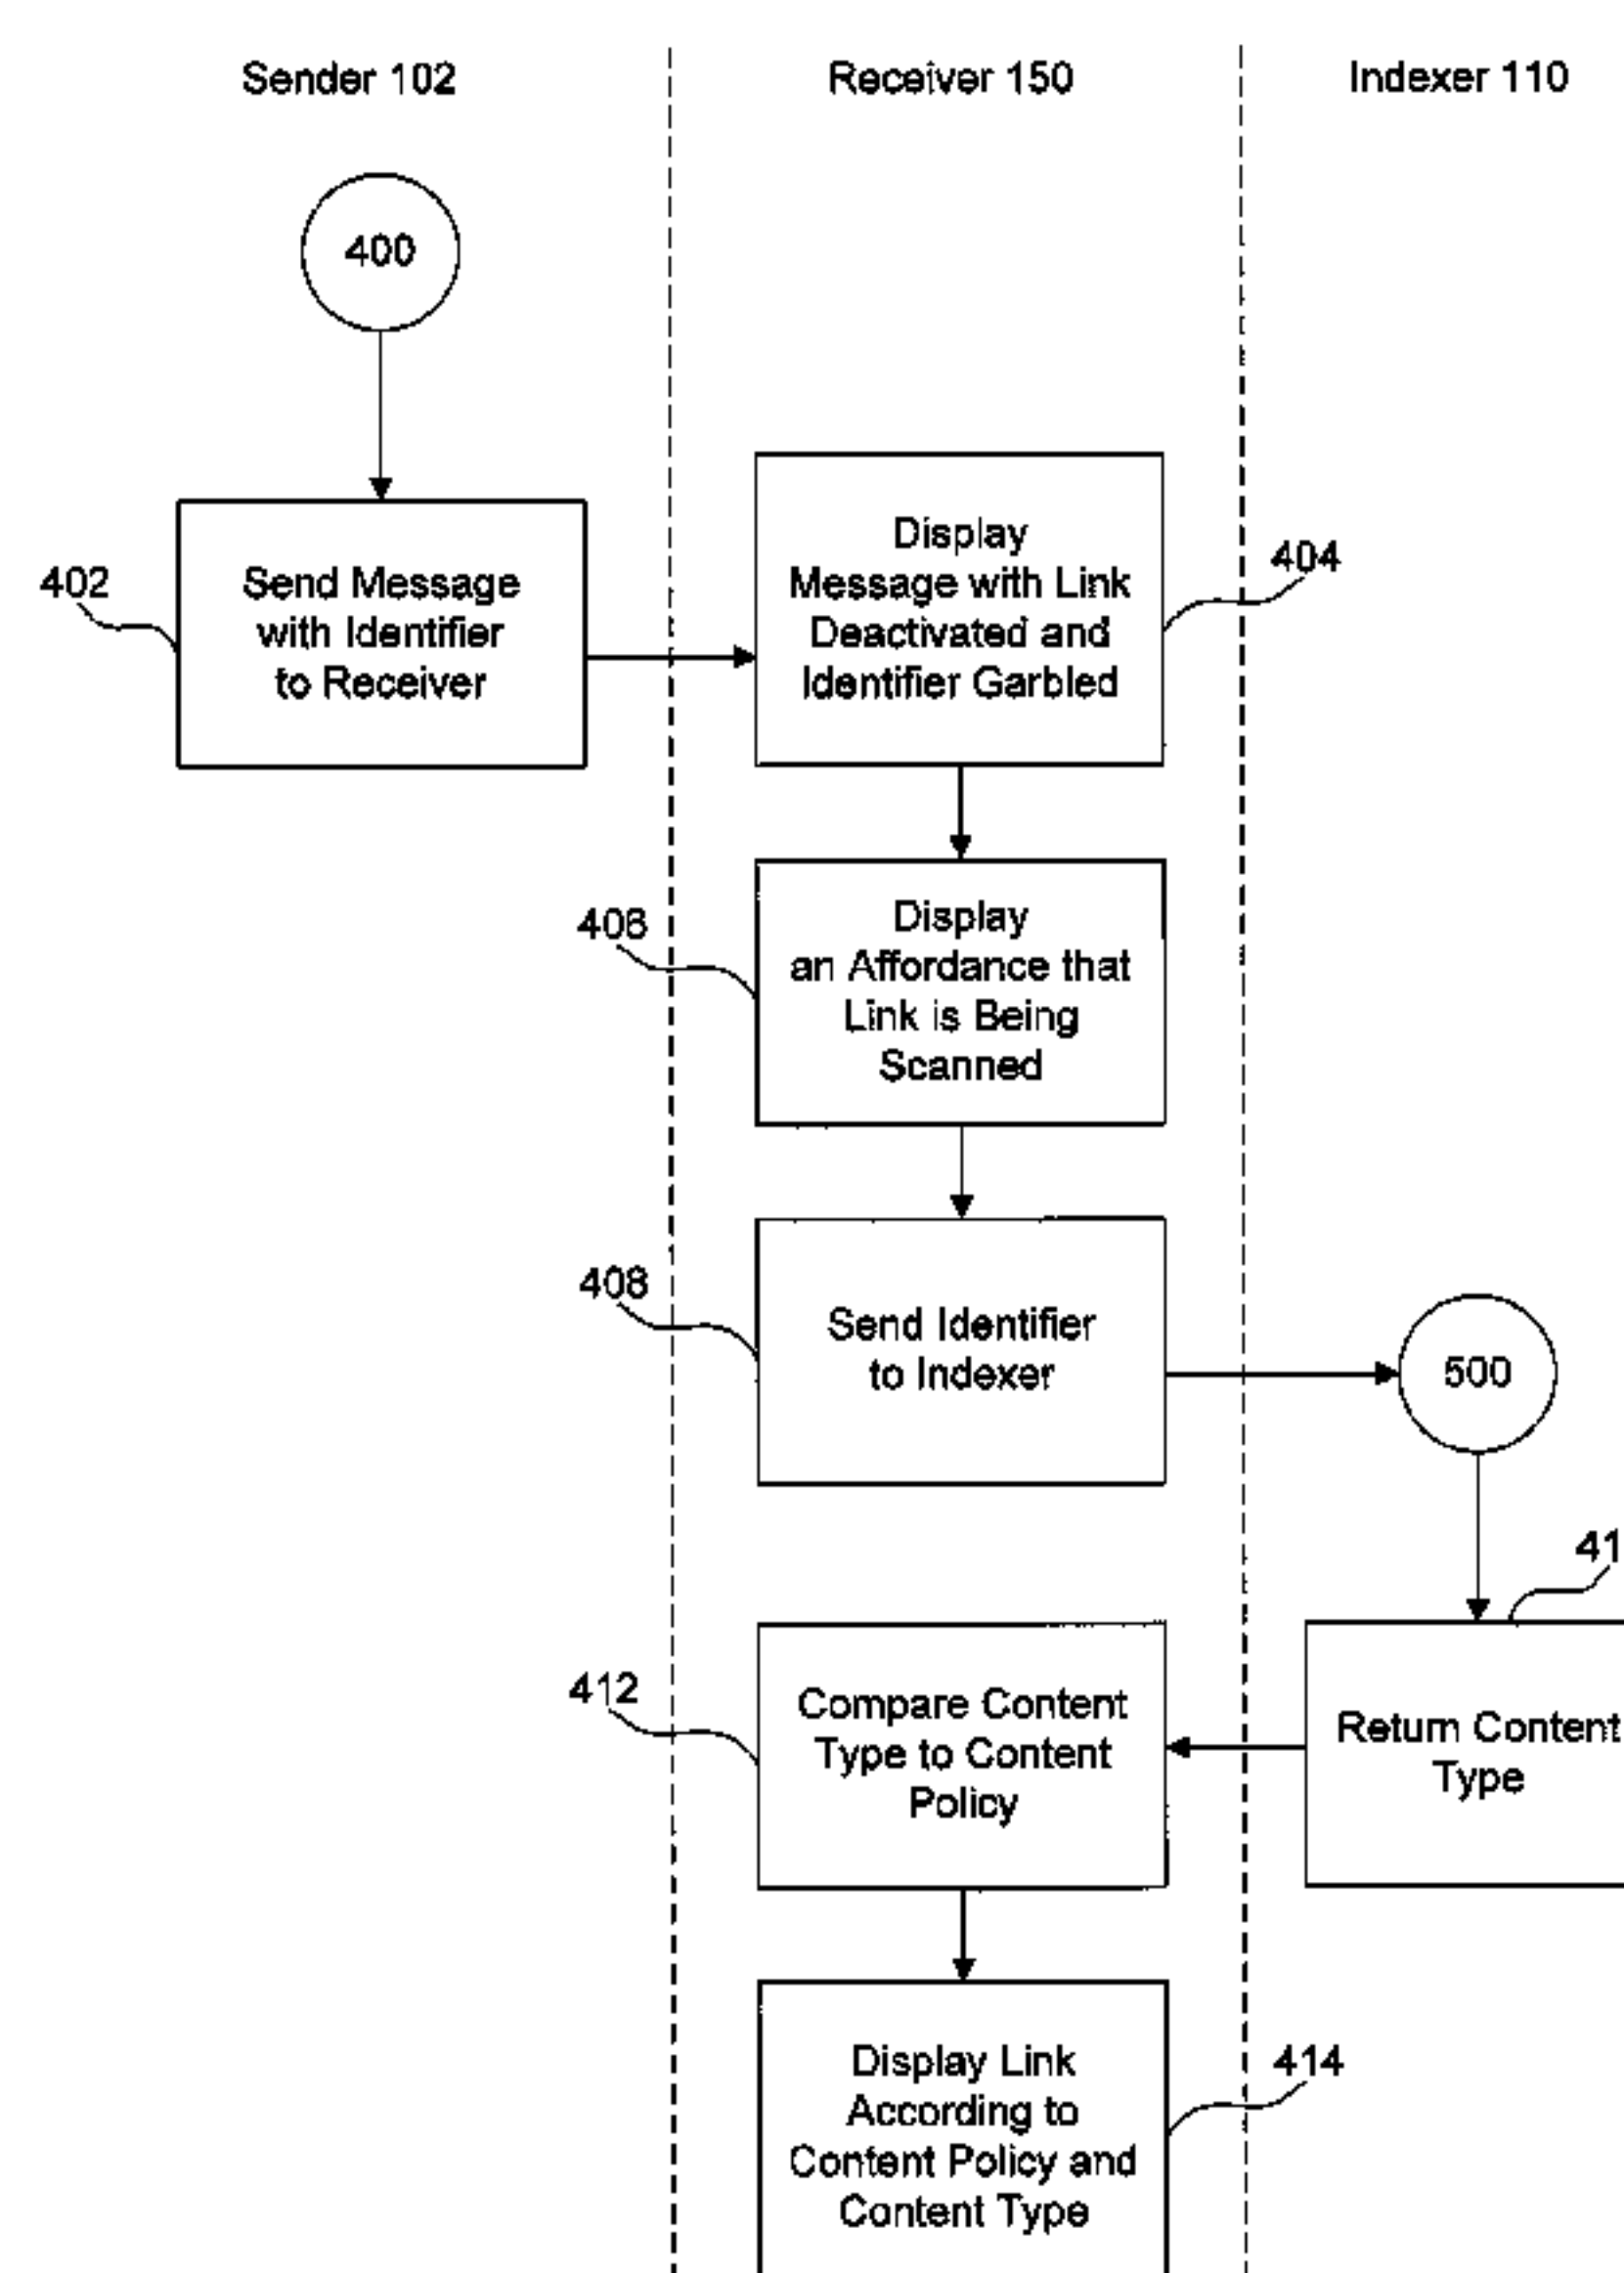 Sender 102
Receiver 150
Indexer 110
400
402
Send Message
with Identifier
to Receiver
Display
Message with Link
Deactivated and
Identifier Garbled
404
406
Display
an Affordance that
Link is Being
Scanned
408
Send Identifier
to Indexer
500
41
Return Content
Type
412
Compare Content
Type to Content
Policy
Display Link
According to
Content Policy and
Content Type
414